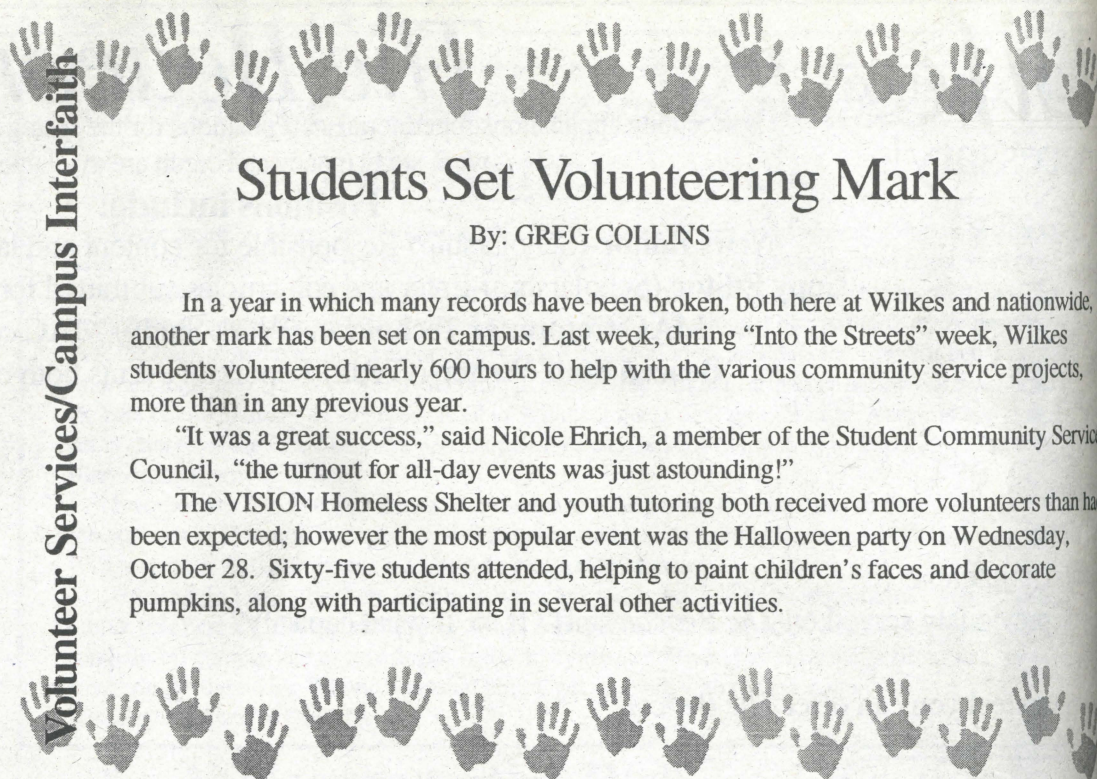 Volunteer Services/Campus Interfaith
Students Set Volunteering Mark
By: GREG COLLINS
In a year in which many records have been broken, both here at Wilkes and nationwide,
another mark has been set on campus. Last week, during “Into the Streets” week, Wilkes
students volunteered nearly 600 hours to help with the various community service projects,
more than in any previous year.
“It was a great success,” said Nicole Ehrich, a member of the Student Community Service
Council, “the turnout for all-day events was just astounding!”
The VISION Homeless Shelter and youth tutoring both received more volunteers than had
been expected; however the most popular event was the Halloween party on Wednesday,
October 28. Sixty-five students attended, helping to paint children’s faces and decorate
pumpkins, along with participating in several other activities.